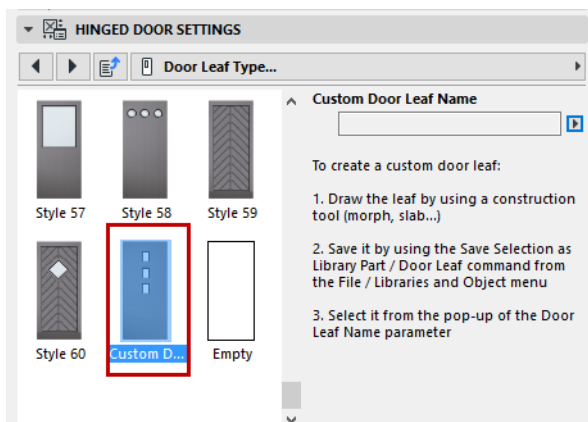 HINGED DOOR SETTINGS
Door Leaf Type...
Style 57
Style 58
Style 59
Style 60
Custom D...
Empty
Custom Door Leaf Name
To create a custom door leaf:
1. Draw the leaf by using a construction
tool (morph, slab...)
2. Save it by using the Save Selection as
Library Part / Door Leaf command from
the File / Libraries and Object menu
3. Select it from the pop-up of the Door
Leaf Name parameter